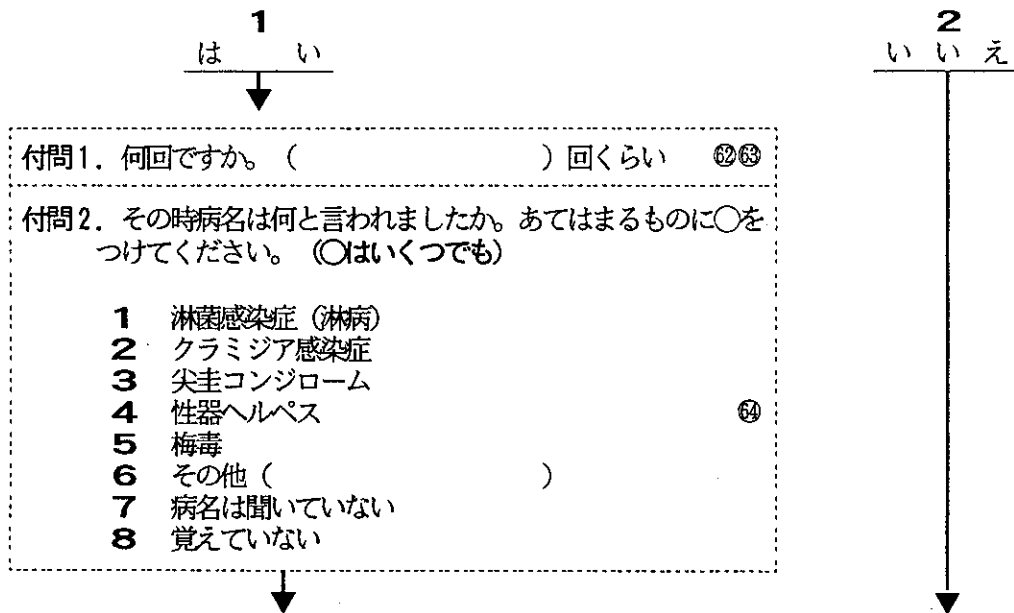 1
は い
2
い い え
付問1. 何回ですか。 ( ) 回くらい ㉒㉓
付問2. その時病名は何と言われましたか。あてはまるものに○を
つけてください。 (○はいくつでも)
1 淋菌感染症 (淋病)
2 クラミジア感染症
3 尖圭コンジローム
4 性器ヘルペス
5 梅毒
6 その他 ( )
7 病名は聞いていない
8 覚えていない